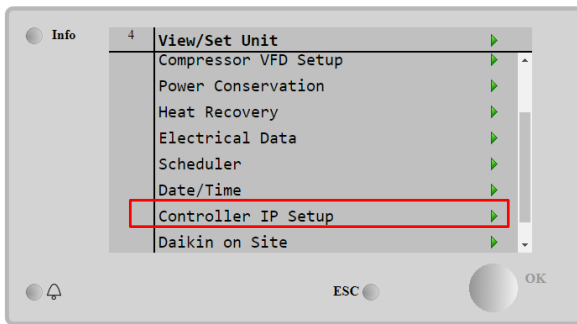 Info
4 View/Set Unit
Compressor VFD Setup
Power Conservation
Heat Recovery
Electrical Data
Scheduler
Date/Time
Controller IP Setup
Daikin on Site
ESC
OK